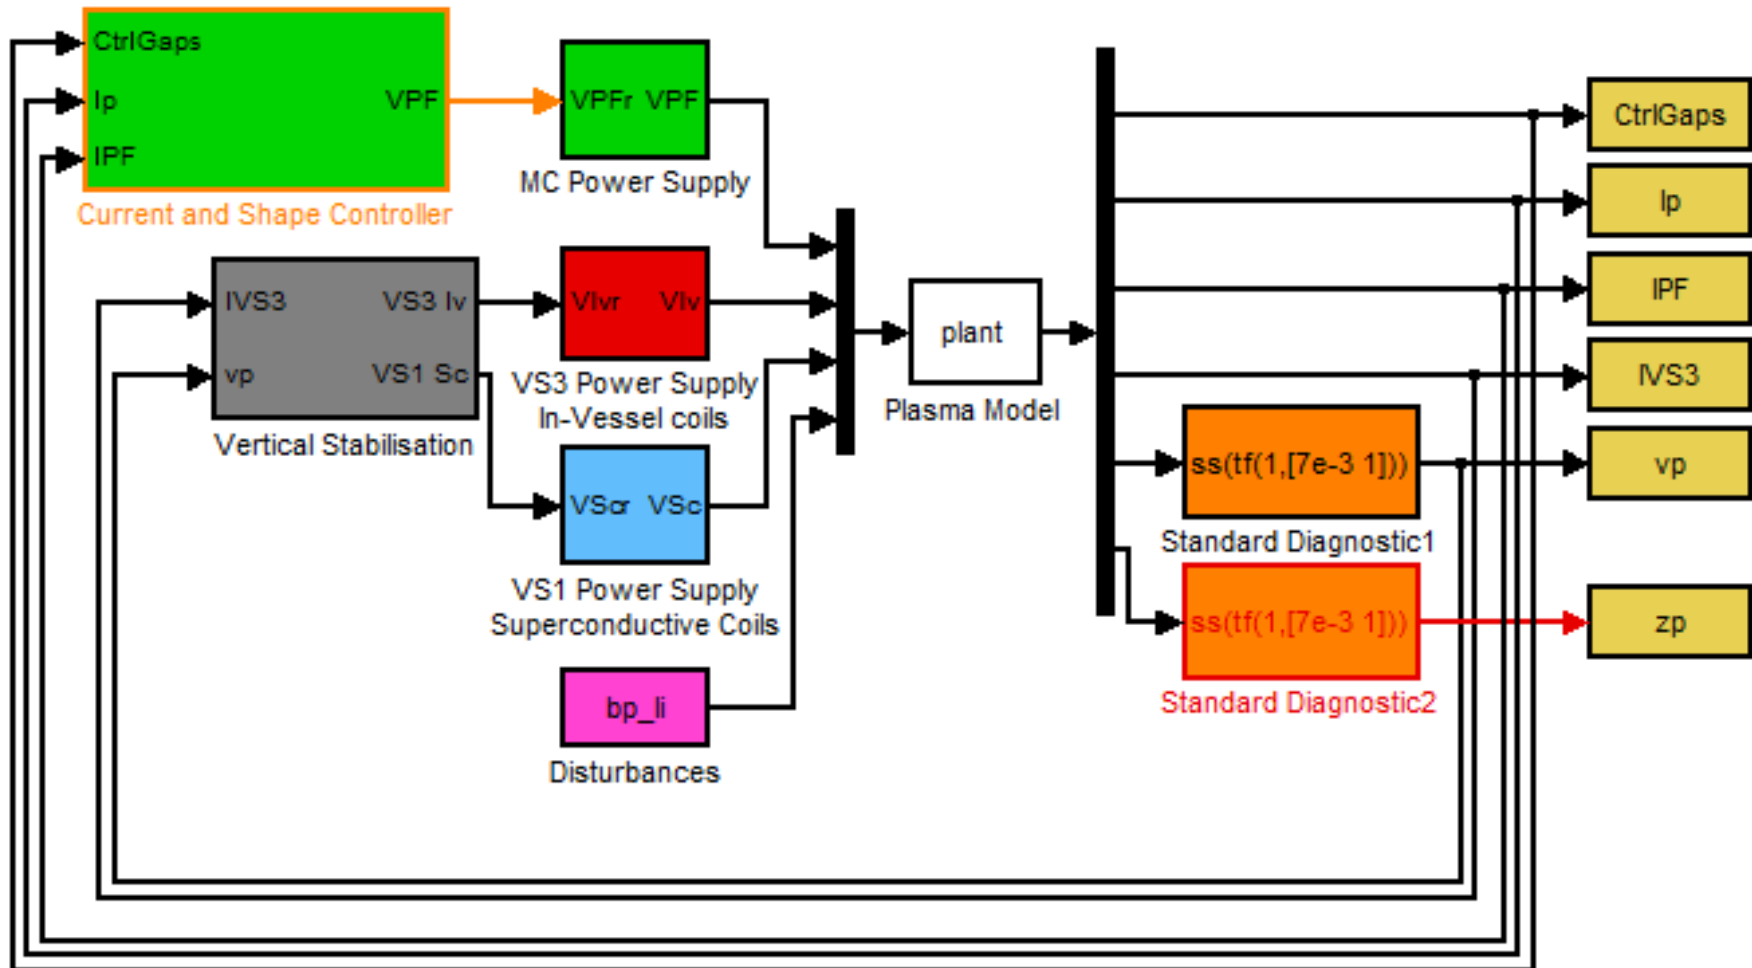 CtrlGaps
Ip
IPF
VPF
Current and Shape Controller
VPFr VPF
MC Power Supply
IVS3
vp
VS3 Iv
VS1 Sc
Vertical Stabilisation
VIvr VIv
VS3 Power Supply
In-Vessel coils
VScr VSc
VS1 Power Supply
Superconductive Coils
bp_li
Disturbances
plant
Plasma Model
ss(tf(1,[7e-3 1]))
Standard Diagnostic1
ss(tf(1,[7e-3 1]))
Standard Diagnostic2
CtrlGaps
Ip
IPF
IVS3
vp
zp